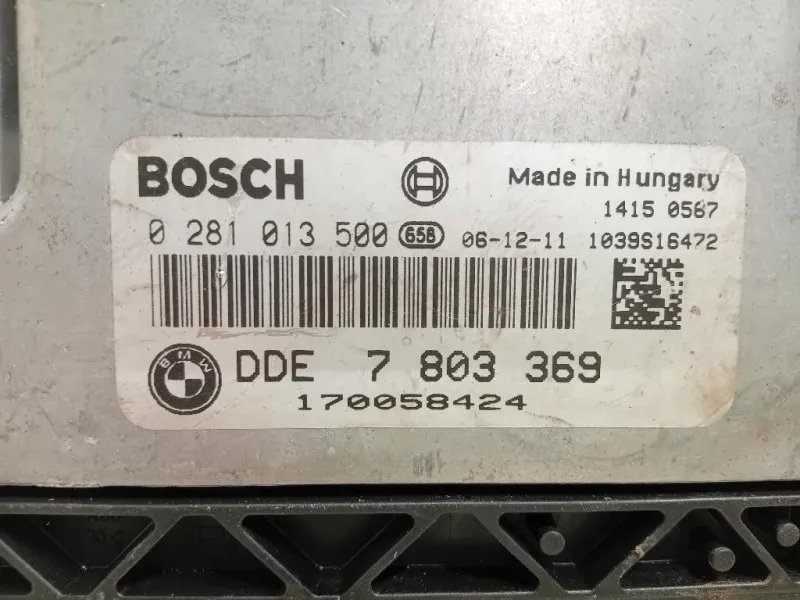 BOSCH Made in Hungary
1415 0567
0 281 013 500 658 06-12-11 1039S16472
BMW DDE 7 803 369
170058424